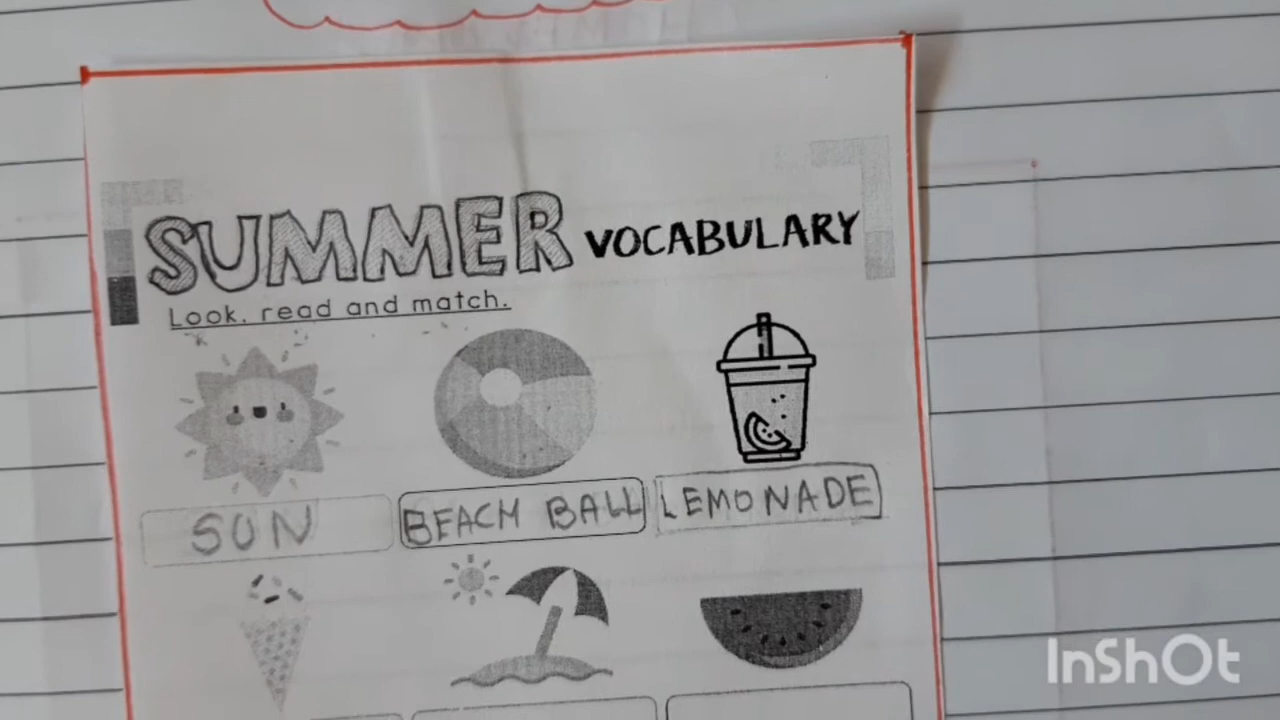 SUMMER VOCABULARY
Look, read and match.
SUN BEACH BALL LEMONADE
InShOt